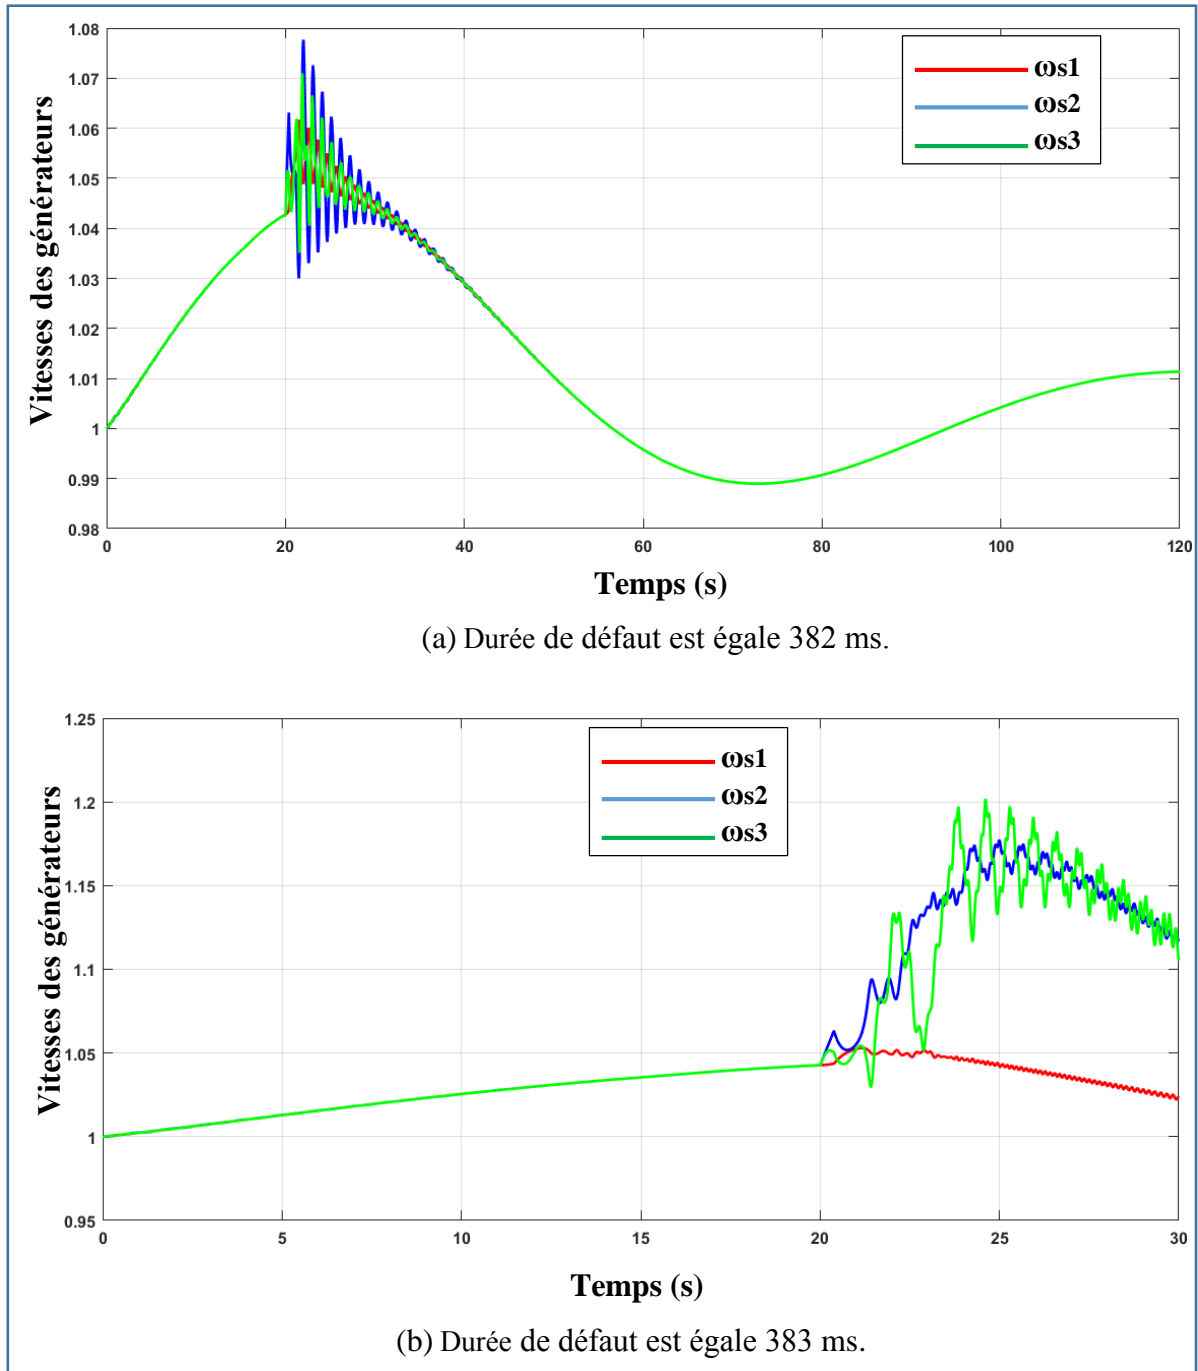 1.08
1.07
1.06
1.05
1.04
1.03
1.02
1.01
1
0.99
0.98
0 20 40 60 80 100 120
Vitesses des générateurs
ωs1
ωs2
ωs3
Temps (s)
(a) Durée de défaut est égale 382 ms.
1.25
1.2
1.15
1.1
1.05
1
0.95
0 5 10 15 20 25 30
Vitesses des générateurs
ωs1
ωs2
ωs3
Temps (s)
(b) Durée de défaut est égale 383 ms.